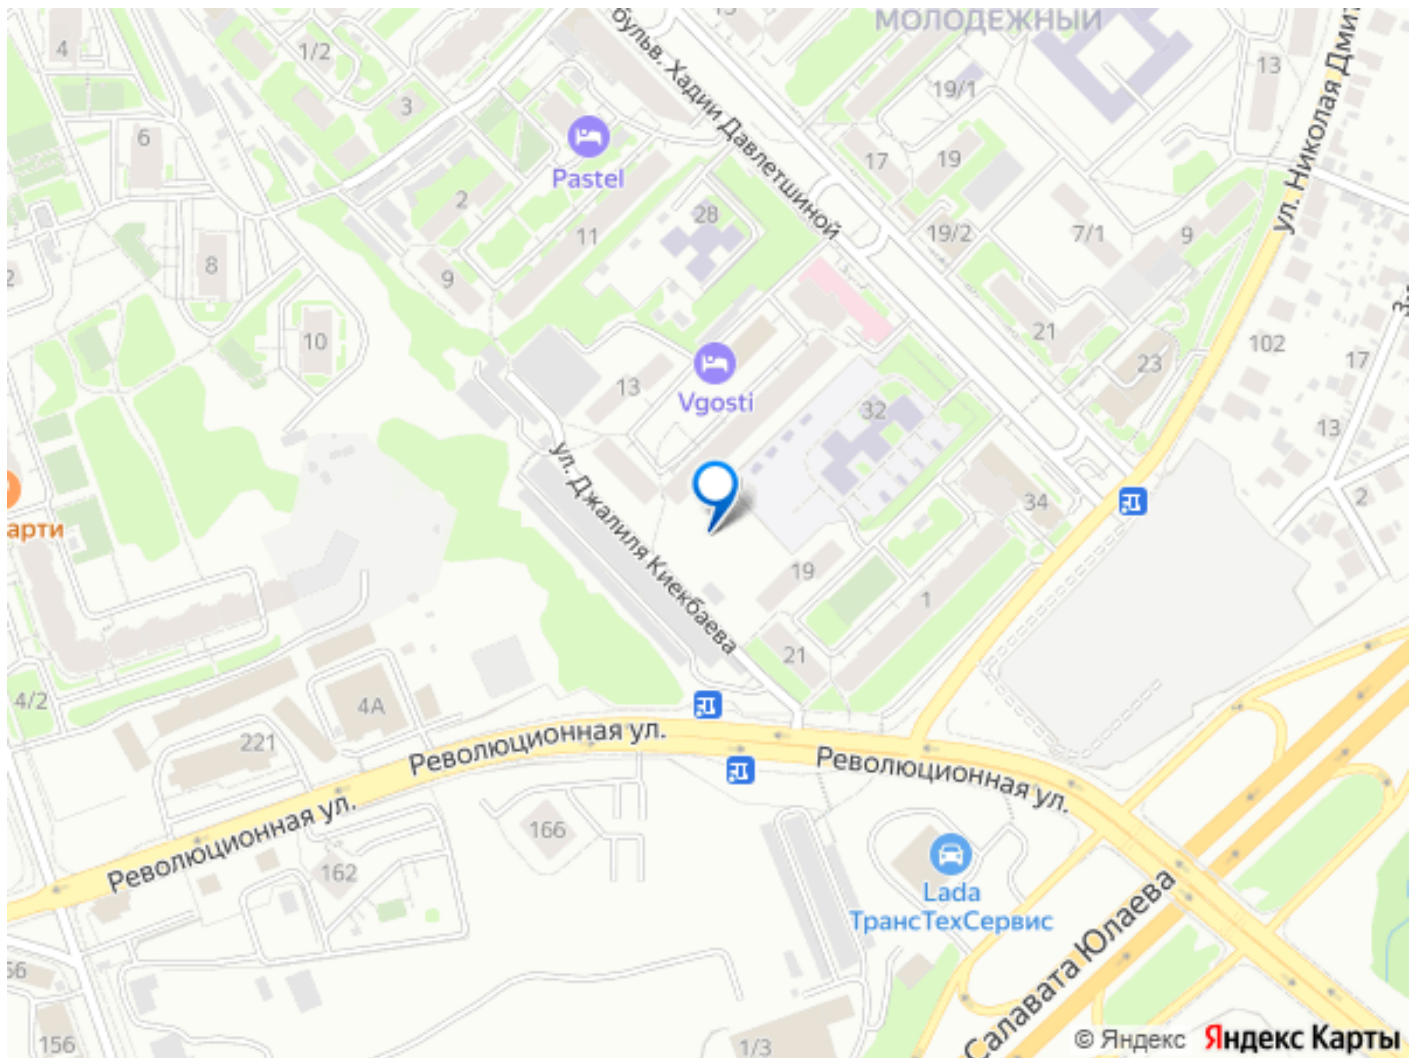 МОЛОДЕЖНЫЙ
4
1/2
3
6
Pastel
бульв. Хадии Давлетшиной
19/1
13
ул. Николая Дмит
17
19
2
28
11
19/2
7/1
9
8
9
10
21
23
102
17
13
Vgosti
32
13
ул. Джалиля Киекбаева
34
2
арти
19
1
21
4/2
4А
221
Революционная ул.
Революционная ул.
Революционная ул.
166
162
Lada
ТрансТехСервис
Салавата Юлаева
156
1/3
© Яндекс Яндекс Карты